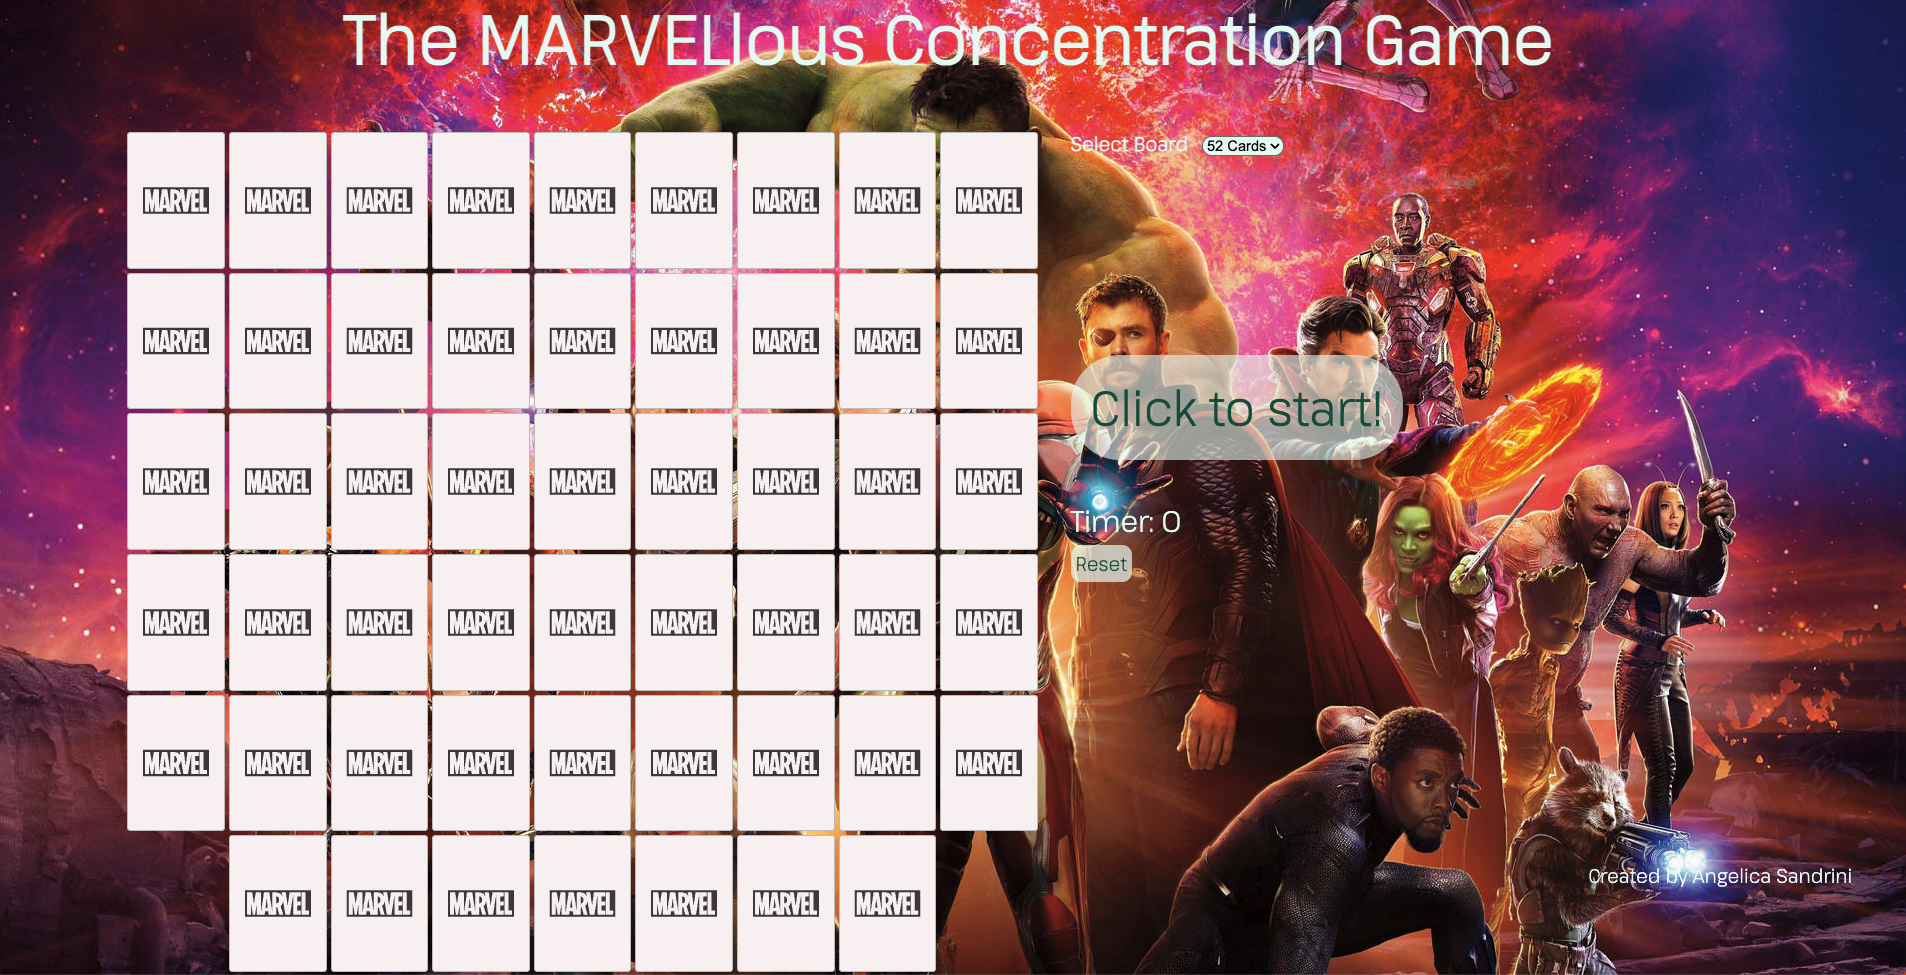 The MARVELlous Concentration Game
Select Board 52 Cards
MARVEL MARVEL MARVEL MARVEL MARVEL MARVEL MARVEL MARVEL MARVEL
MARVEL MARVEL MARVEL MARVEL MARVEL MARVEL MARVEL MARVEL MARVEL
Click to start!
MARVEL MARVEL MARVEL MARVEL MARVEL MARVEL MARVEL MARVEL MARVEL
Timer: 0
Reset
MARVEL MARVEL MARVEL MARVEL MARVEL MARVEL MARVEL MARVEL MARVEL
MARVEL MARVEL MARVEL MARVEL MARVEL MARVEL MARVEL MARVEL MARVEL
Created by Angelica Sandrini
MARVEL MARVEL MARVEL MARVEL MARVEL MARVEL MARVEL